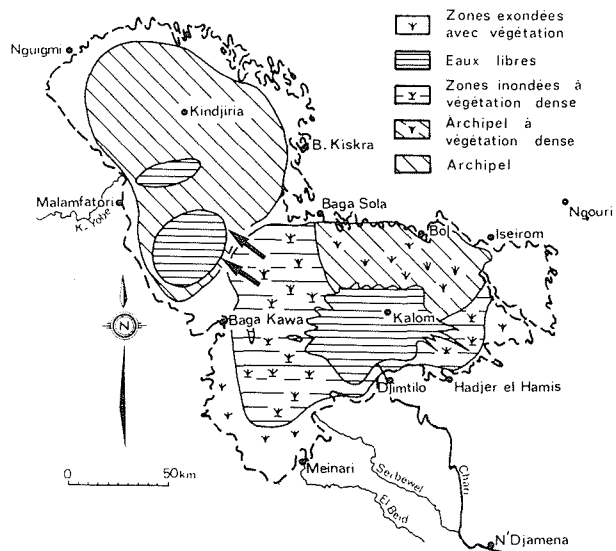 Zones exondées
avec végétation
Eaux libres
Zones inondées à
végétation dense
Archipel à
végétation dense
Archipel
Nguigmi
Kindjiria
B. Kiskra
Malamfatori
K. Yobe
Baga Sola
Bol
Iseirom
Ngouri
N
Baga Kawa
Kalom
Djimtilo
Hadjer el Hamis
0 50km
Meinari
Serbewel
El Beid
Chari
N'Djamena